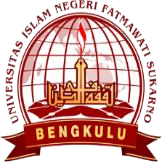 UNIVERSITAS ISLAM NEGERI FATMAWATI SUKARNO
BENGKULU